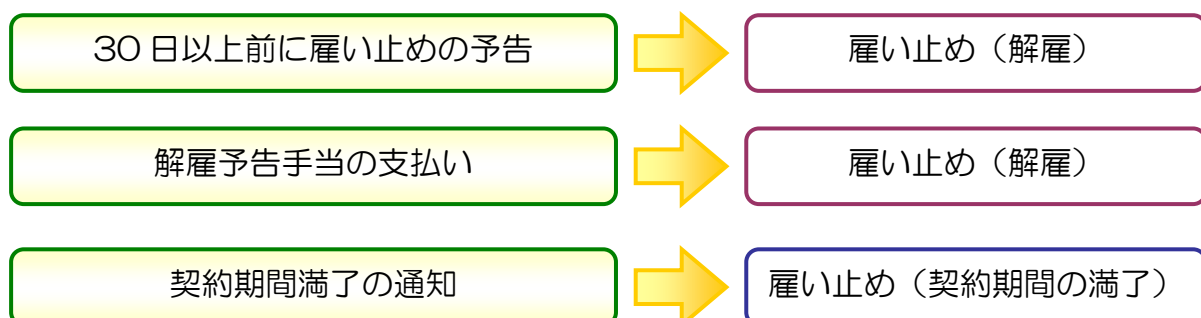 30 日以上前に雇い止めの予告
雇い止め（解雇）
解雇予告手当の支払い
雇い止め（解雇）
契約期間満了の通知
雇い止め（契約期間の満了）